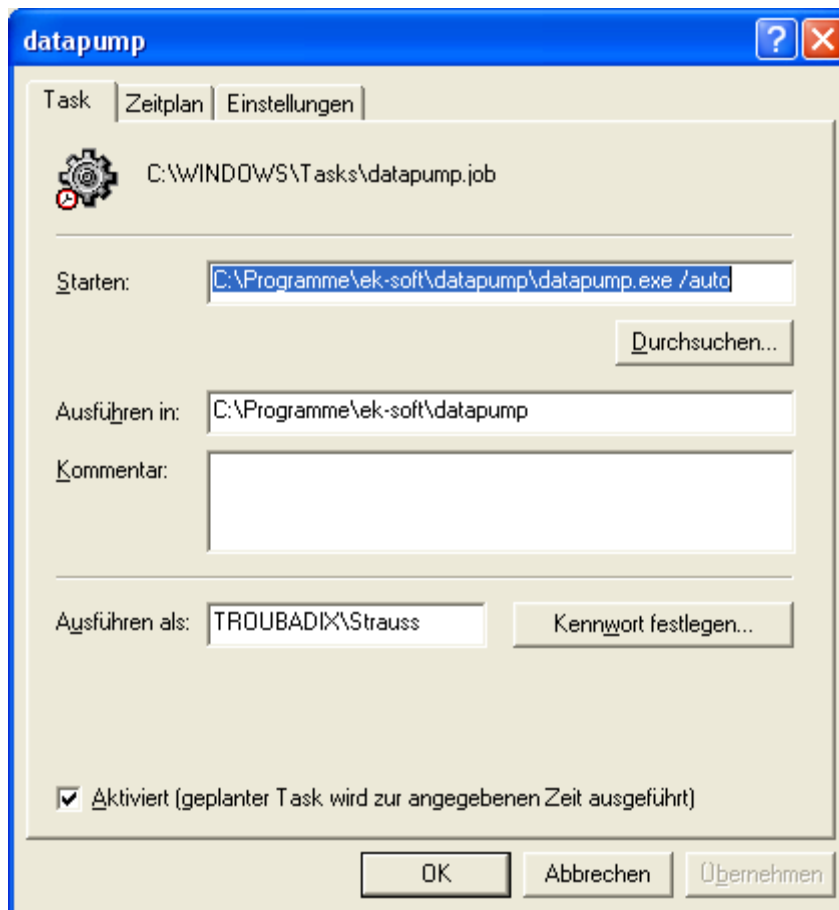 datapump
Task Zeitplan Einstellungen
C:\WINDOWS\Tasks\datapump.job
Starten: C:\Programme\ek-soft\datapump\datapump.exe /auto
Durchsuchen...
Ausführen in: C:\Programme\ek-soft\datapump
Kommentar:
Ausführen als: TROUBADIX\Strauss Kennwort festlegen...
Aktiviert (geplanter Task wird zur angegebenen Zeit ausgeführt)
OK Abbrechen Übernehmen